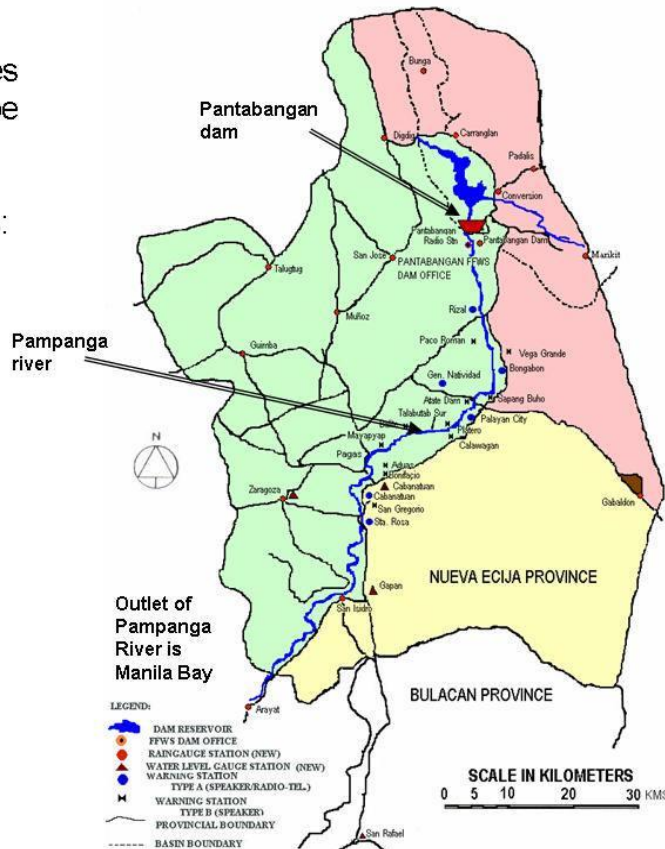 es
pe
:
Pantabangan
dam
Bunga
Digdig
Carranglan
Padalis
Conversion
Pantabangan
Radio Stn
Pantabangan Dam
PANTABANGAN FFWS
DAM OFFICE
Marikit
San Jose
Talugtug
Muñoz
Rizal
Pampanga
river
Guimba
Paco Roman
Vega Grande
Bongabon
Gen. Natividad
Atate Dam
Sapang Buho
Talabutab Sur
Palayan City
Platero
Mayapyap
Calawagan
Pagas
N
Aduas
Bonifacio
Cabanatuan
Zaragoza
Cabanatuan
San Gregorio
Sta. Rosa
Gabaldon
NUEVA ECIJA PROVINCE
Gapan
San Isidro
Outlet of
Pampanga
River is
Manila Bay
BULACAN PROVINCE
Arayat
LEGEND:
DAM RESERVOIR
FFWS DAM OFFICE
RAINGAUGE STATION (NEW)
WATER LEVEL GAUGE STATION (NEW)
WARNING STATION
TYPE A (SPEAKER/RADIO-TEL.)
WARNING STATION
TYPE B (SPEAKER)
PROVINCIAL BOUNDARY
BASIN BOUNDARY
SCALE IN KILOMETERS
0 5 10 20 30 KMS
San Rafael